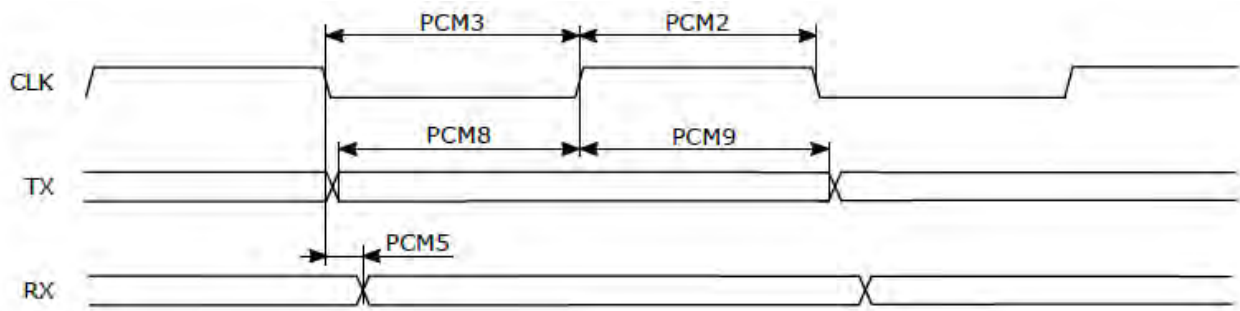 PCM3 PCM2
CLK
PCM8 PCM9
TX
PCM5
RX